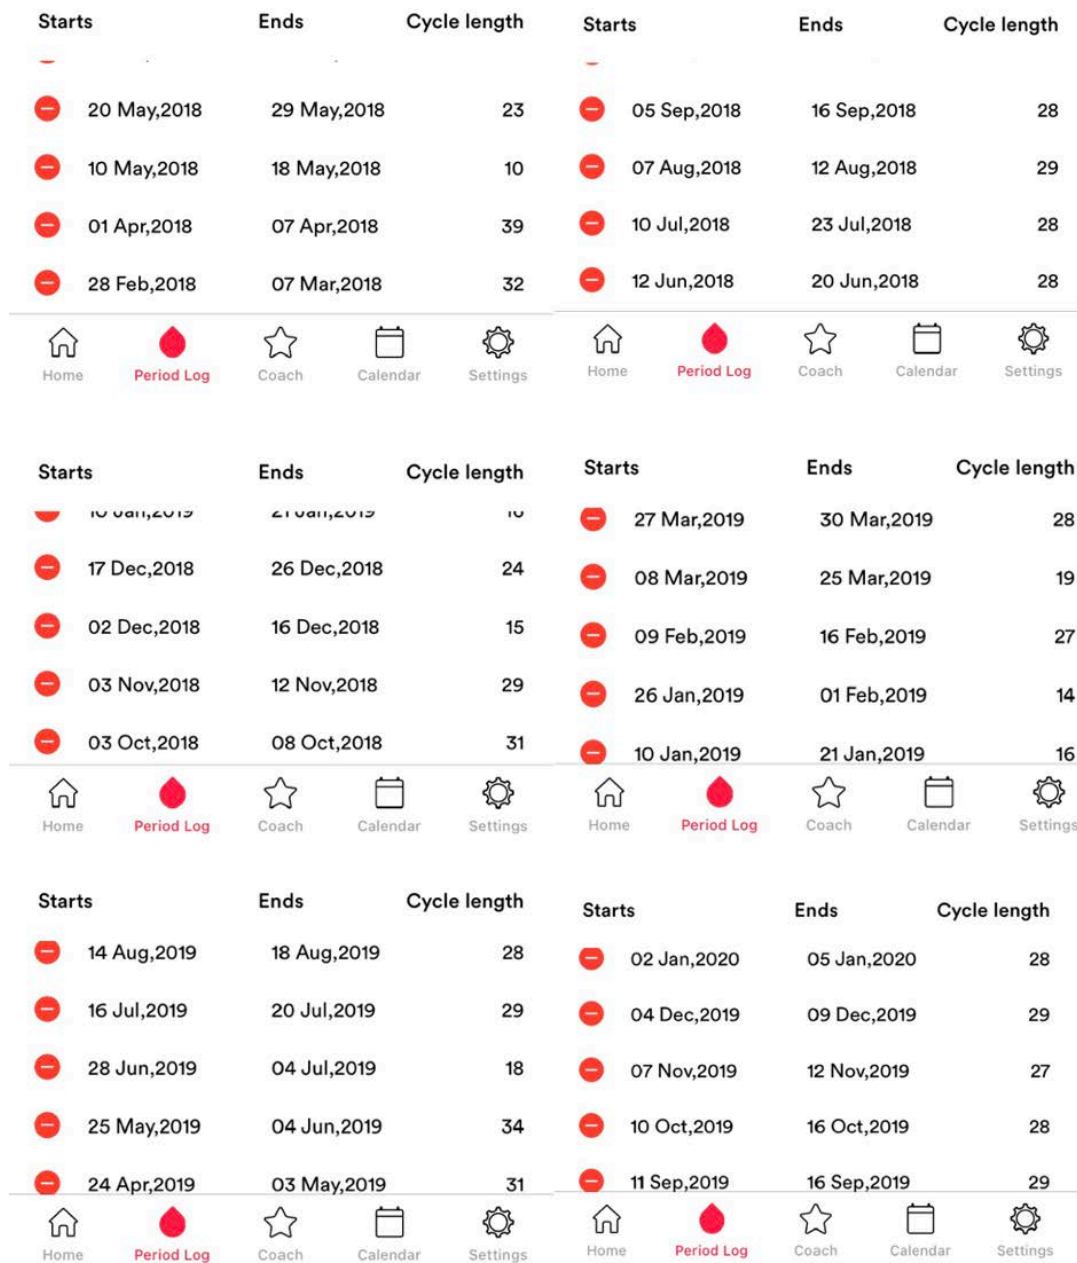 Starts Ends Cycle length
20 May,2018 29 May,2018 23
10 May,2018 18 May,2018 10
01 Apr,2018 07 Apr,2018 39
28 Feb,2018 07 Mar,2018 32
Home Period Log Coach Calendar Settings
Starts Ends Cycle length
05 Sep,2018 16 Sep,2018 28
07 Aug,2018 12 Aug,2018 29
10 Jul,2018 23 Jul,2018 28
12 Jun,2018 20 Jun,2018 28
Home Period Log Coach Calendar Settings
Starts Ends Cycle length
10 Jan,2019 21 Jan,2019 16
17 Dec,2018 26 Dec,2018 24
02 Dec,2018 16 Dec,2018 15
03 Nov,2018 12 Nov,2018 29
03 Oct,2018 08 Oct,2018 31
Home Period Log Coach Calendar Settings
Starts Ends Cycle length
27 Mar,2019 30 Mar,2019 28
08 Mar,2019 25 Mar,2019 19
09 Feb,2019 16 Feb,2019 27
26 Jan,2019 01 Feb,2019 14
10 Jan,2019 21 Jan,2019 16
Home Period Log Coach Calendar Settings
Starts Ends Cycle length
14 Aug,2019 18 Aug,2019 28
16 Jul,2019 20 Jul,2019 29
28 Jun,2019 04 Jul,2019 18
25 May,2019 04 Jun,2019 34
24 Apr,2019 03 May,2019 31
Home Period Log Coach Calendar Settings
Starts Ends Cycle length
02 Jan,2020 05 Jan,2020 28
04 Dec,2019 09 Dec,2019 29
07 Nov,2019 12 Nov,2019 27
10 Oct,2019 16 Oct,2019 28
11 Sep,2019 16 Sep,2019 29
Home Period Log Coach Calendar Settings